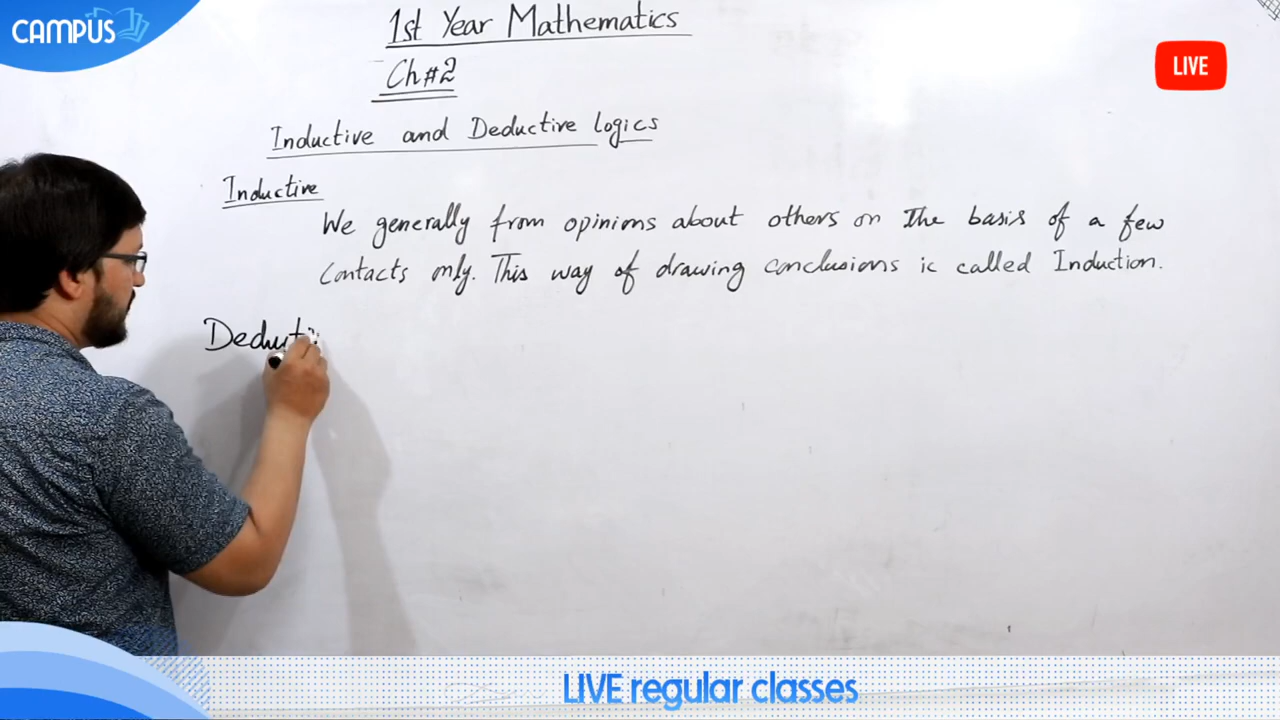 CAMPUS
LIVE
1st Year Mathematics
Ch#2
Inductive and Deductive logics
Inductive
We generally from opinions about others on the basis of a few
contacts only. This way of drawing conclusions is called Induction.
Deducti
LIVE regular classes